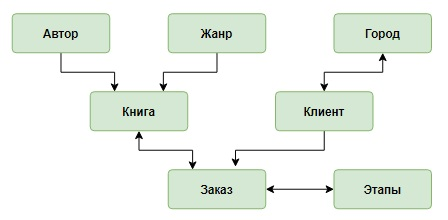 Автор
Жанр
Город
Книга
Клиент
Заказ
Этапы